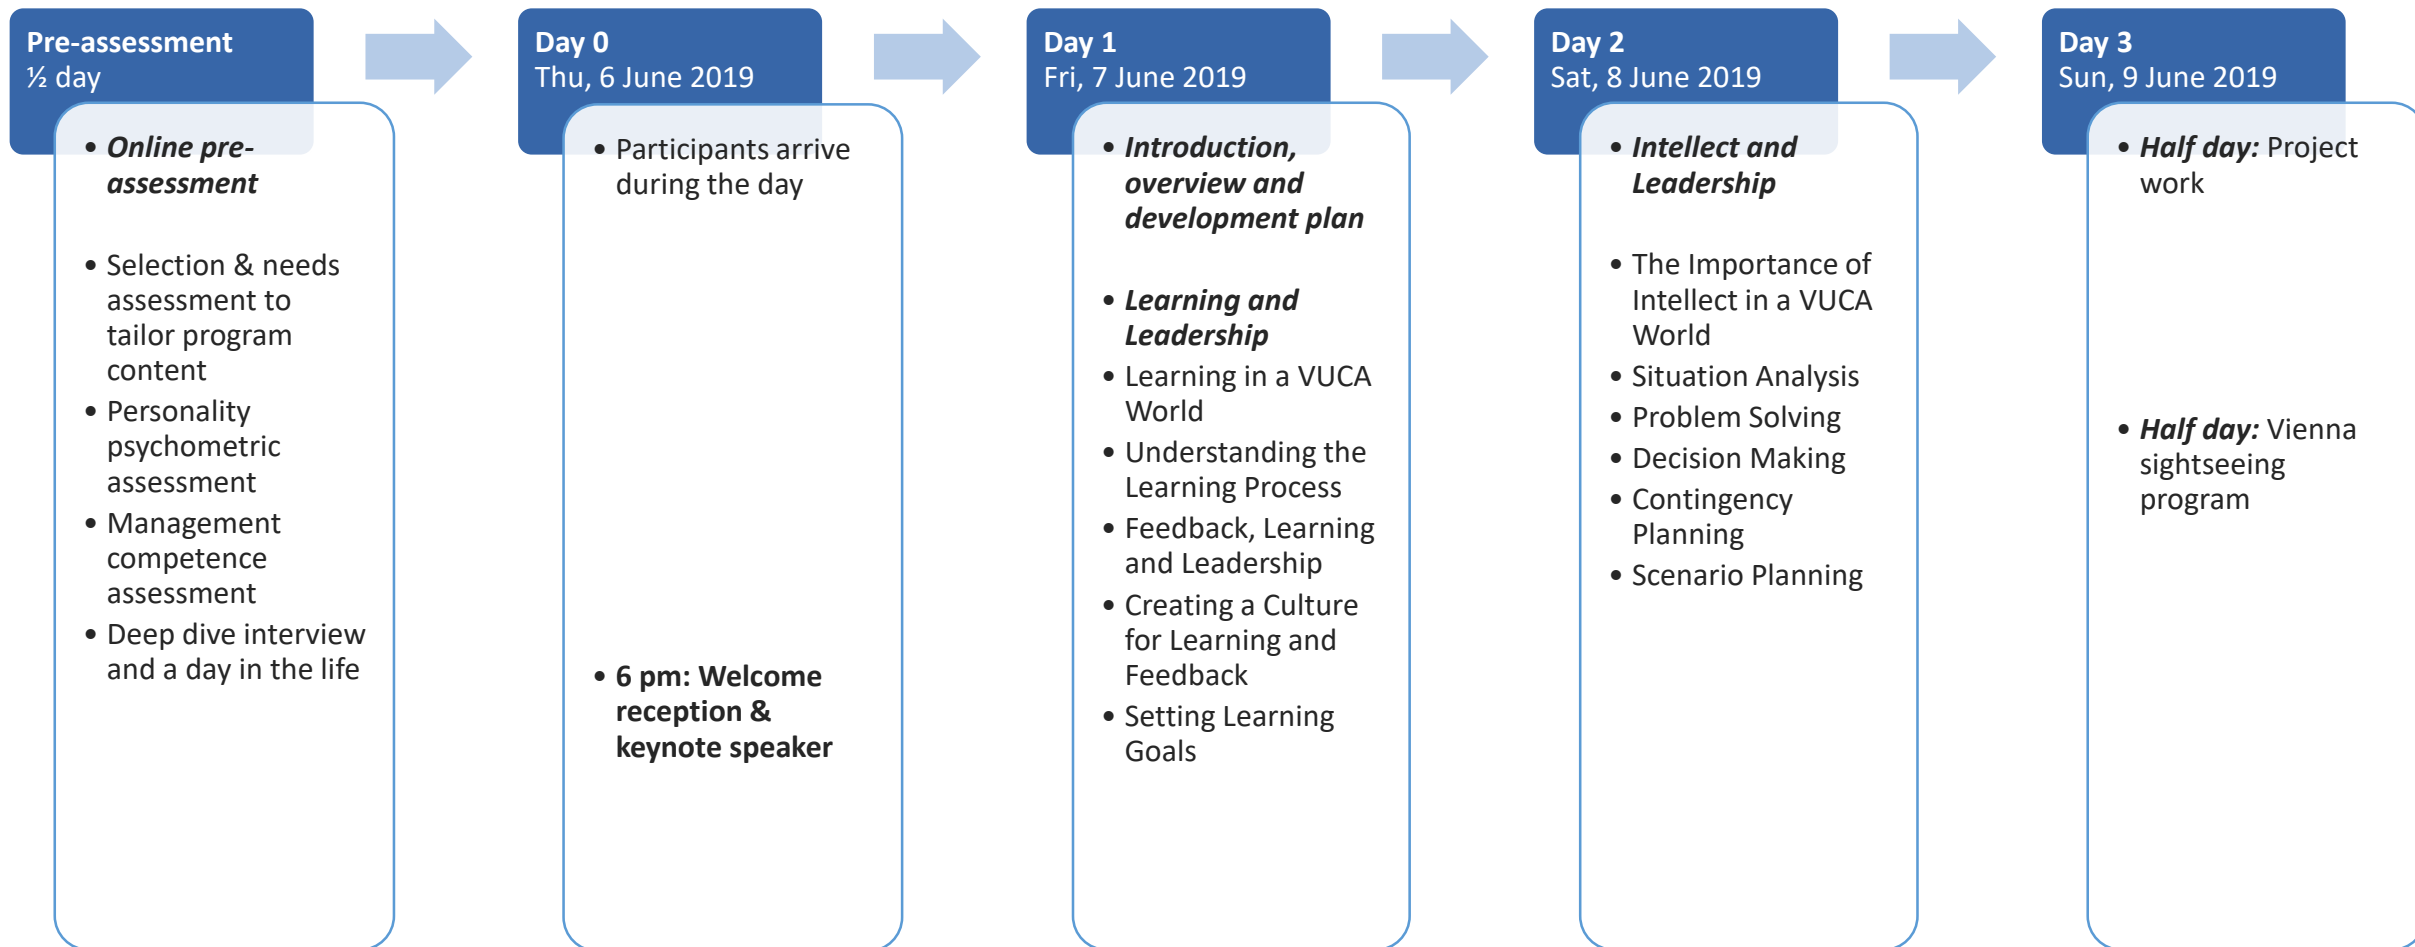 Pre-assessment
½ day
• Online pre-
assessment
• Selection & needs
assessment to
tailor program
content
• Personality
psychometric
assessment
• Management
competence
assessment
• Deep dive interview
and a day in the life
Day 0
Thu, 6 June 2019
• Participants arrive
during the day
• 6 pm: Welcome
reception &
keynote speaker
Day 1
Fri, 7 June 2019
• Introduction,
overview and
development plan
• Learning and
Leadership
• Learning in a VUCA
World
• Understanding the
Learning Process
• Feedback, Learning
and Leadership
• Creating a Culture
for Learning and
Feedback
• Setting Learning
Goals
Day 2
Sat, 8 June 2019
• Intellect and
Leadership
• The Importance of
Intellect in a VUCA
World
• Situation Analysis
• Problem Solving
• Decision Making
• Contingency
Planning
• Scenario Planning
Day 3
Sun, 9 June 2019
• Half day: Project
work
• Half day: Vienna
sightseeing
program